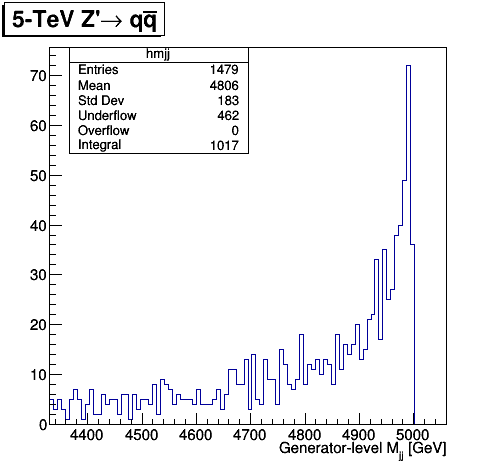 5-TeV Z'→ qq̅
hmjj
Entries 1479
Mean 4806
Std Dev 183
Underflow 462
Overflow 0
Integral 1017
70
60
50
40
30
20
10
0
4400 4500 4600 4700 4800 4900 5000
Generator-level Mjj [GeV]